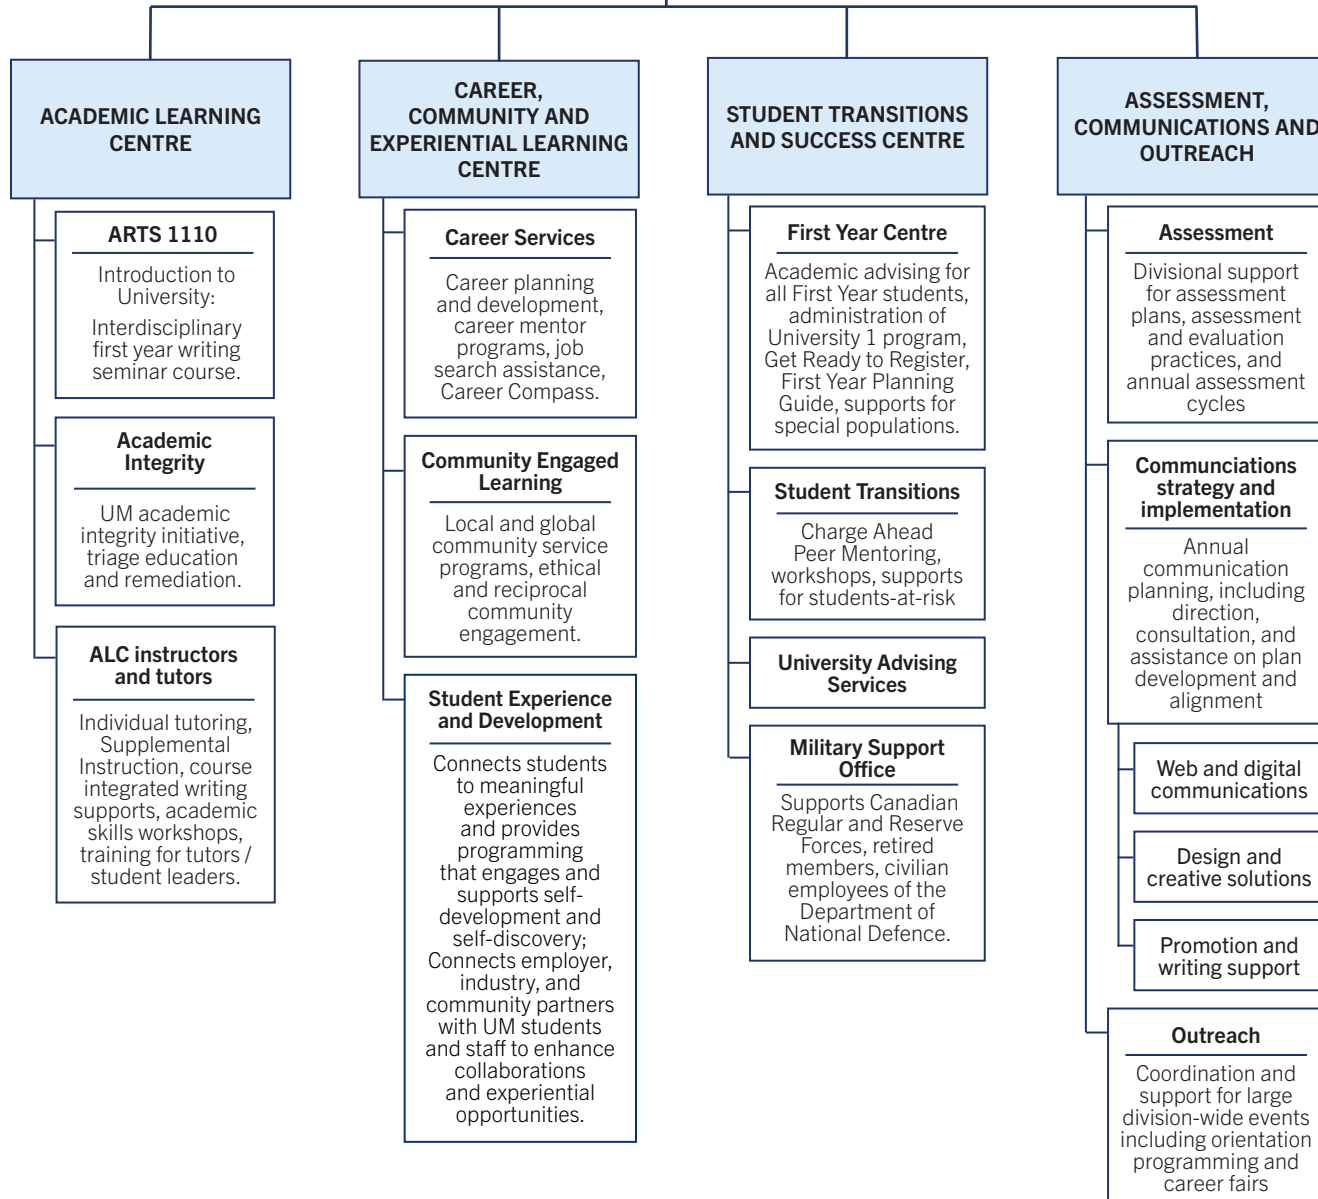 ACADEMIC LEARNING
CENTRE
ARTS 1110
Introduction to
University:
Interdisciplinary
first year writing
seminar course.
Academic
Integrity
UM academic
integrity initiative,
triage education
and remediation.
ALC instructors
and tutors
Individual tutoring,
Supplemental
Instruction, course
integrated writing
supports, academic
skills workshops,
training for tutors /
student leaders.
CAREER,
COMMUNITY AND
EXPERIENTIAL LEARNING
CENTRE
Career Services
Career planning
and development,
career mentor
programs, job
search assistance,
Career Compass.
Community Engaged
Learning
Local and global
community service
programs, ethical
and reciprocal
community
engagement.
Student Experience
and Development
Connects students
to meaningful
experiences
and provides
programming
that engages and
supports self-
development and
self-discovery;
Connects employer,
industry, and
community partners
with UM students
and staff to enhance
collaborations
and experiential
opportunities.
STUDENT TRANSITIONS
AND SUCCESS CENTRE
First Year Centre
Academic advising for
all First Year students,
administration of
University 1 program,
Get Ready to Register,
First Year Planning
Guide, supports for
special populations.
Student Transitions
Charge Ahead
Peer Mentoring,
workshops, supports
for students-at-risk
University Advising
Services
Military Support
Office
Supports Canadian
Regular and Reserve
Forces, retired
members, civilian
employees of the
Department of
National Defence.
ASSESSMENT,
COMMUNICATIONS AND
OUTREACH
Assessment
Divisional support
for assessment
plans, assessment
and evaluation
practices, and
annual assessment
cycles
Communciations
strategy and
implementation
Annual
communication
planning, including
direction,
consultation, and
assistance on plan
development and
alignment
Web and digital
communications
Design and
creative solutions
Promotion and
writing support
Outreach
Coordination and
support for large
division-wide events
including orientation
programming and
career fairs